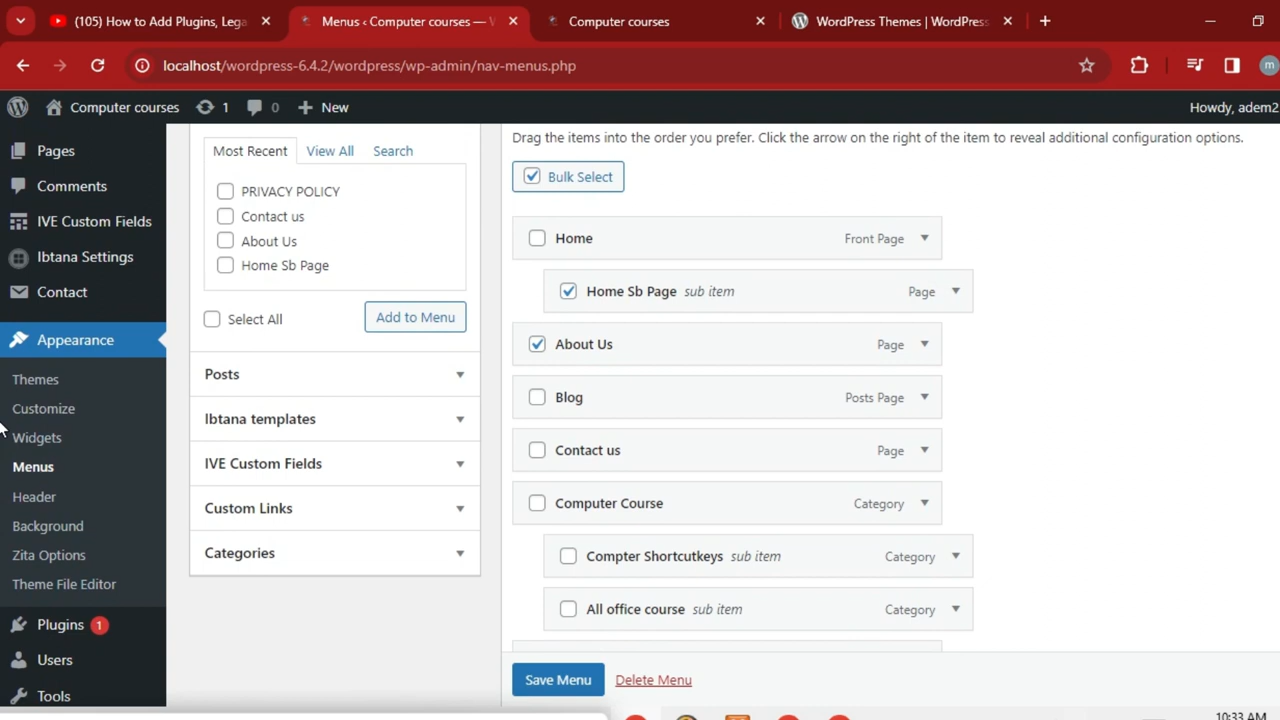 (105) How to Add Plugins, Lega
Menus ‹ Computer courses — W
Computer courses
WordPress Themes | WordPress
localhost/wordpress-6.4.2/wordpress/wp-admin/nav-menus.php
Computer courses 1 0 New
Howdy, adem2
Pages
Comments
IVE Custom Fields
Ibtana Settings
Contact
Appearance
Themes
Customize
Widgets
Menus
Header
Background
Zita Options
Theme File Editor
Plugins 1
Users
Tools
Most Recent View All Search
PRIVACY POLICY
Contact us
About Us
Home Sb Page
Select All
Add to Menu
Posts
Ibtana templates
IVE Custom Fields
Custom Links
Categories
Drag the items into the order you prefer. Click the arrow on the right of the item to reveal additional configuration options.
Bulk Select
Home Front Page
Home Sb Page sub item Page
About Us Page
Blog Posts Page
Contact us Page
Computer Course Category
Compter Shortcutkeys sub item Category
All office course sub item Category
Save Menu Delete Menu
10:33 AM